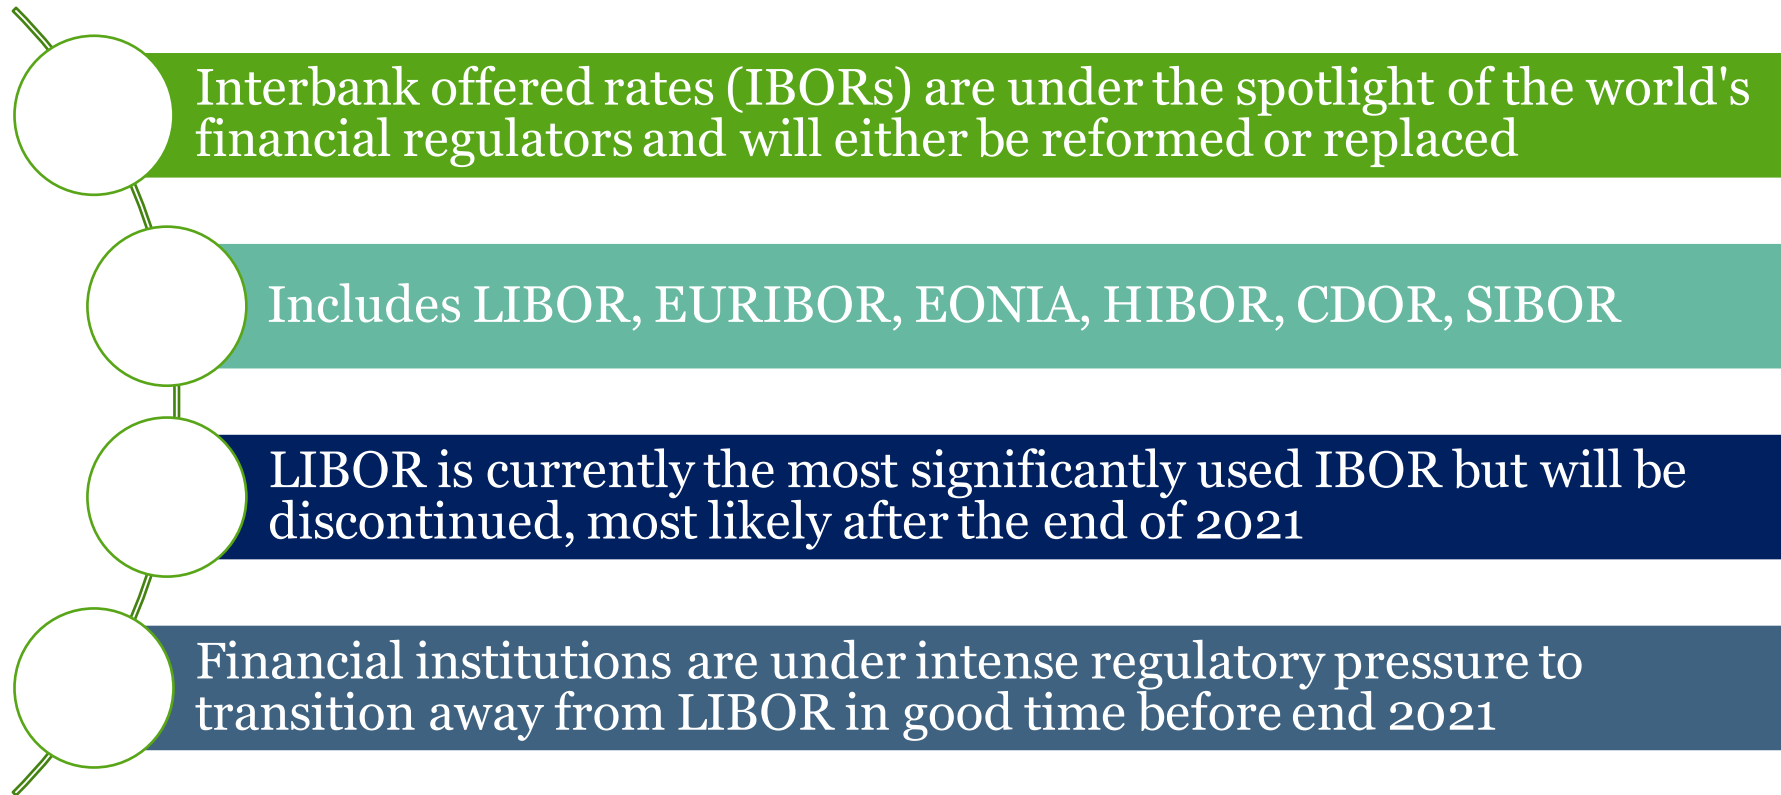 Interbank offered rates (IBORs) are under the spotlight of the world's
financial regulators and will either be reformed or replaced
Includes LIBOR, EURIBOR, EONIA, HIBOR, CDOR, SIBOR
LIBOR is currently the most significantly used IBOR but will be
discontinued, most likely after the end of 2021
Financial institutions are under intense regulatory pressure to
transition away from LIBOR in good time before end 2021